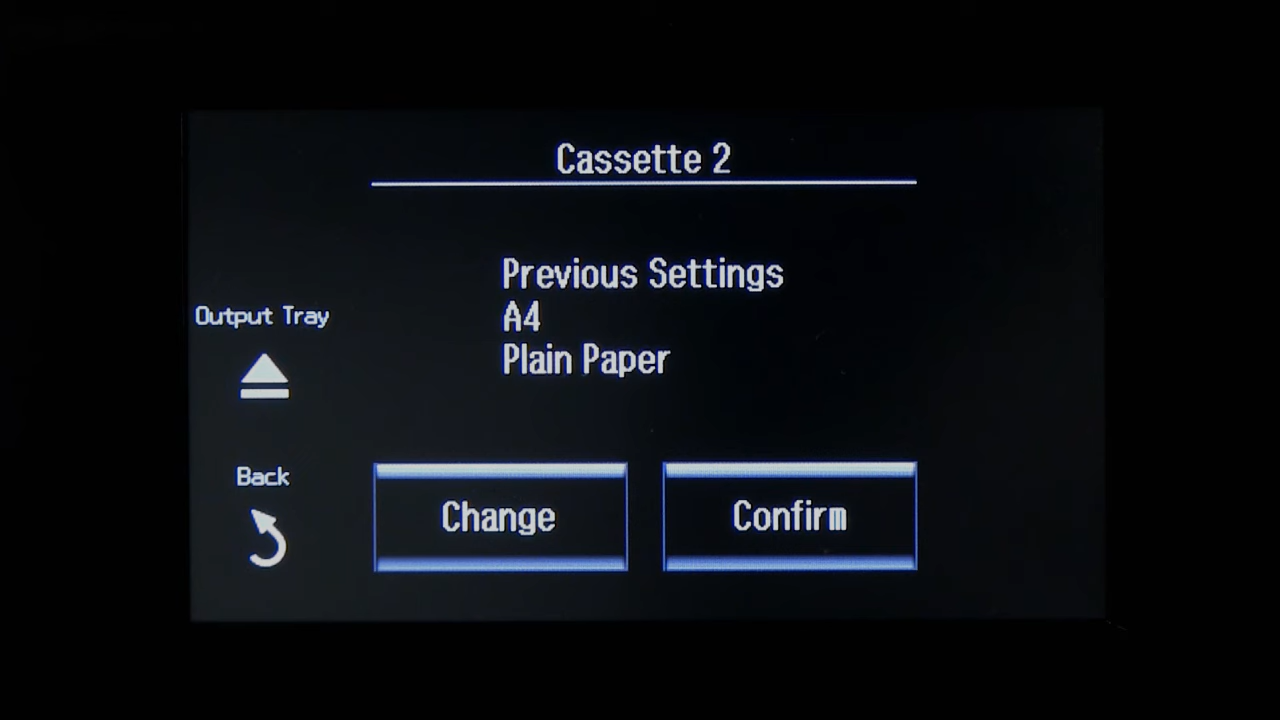 Cassette 2
Previous Settings
A4
Plain Paper
Output Tray
Back
Change
Confirm